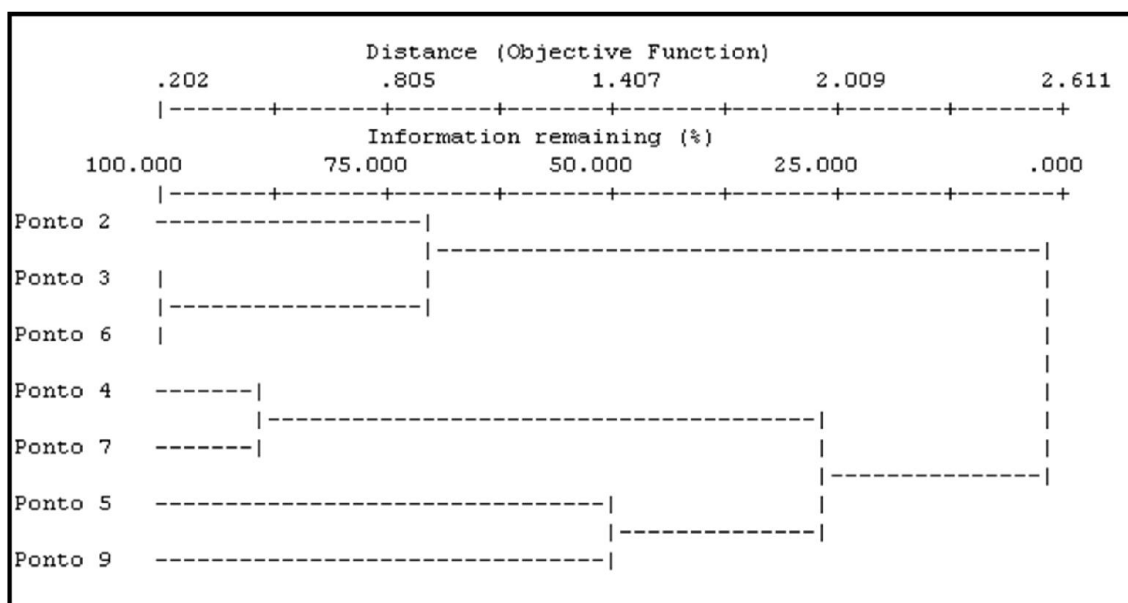 Distance (Objective Function)
.202 .805 1.407 2.009 2.611
Information remaining (%)
100.000 75.000 50.000 25.000 .000
Ponto 2
Ponto 3
Ponto 6
Ponto 4
Ponto 7
Ponto 5
Ponto 9